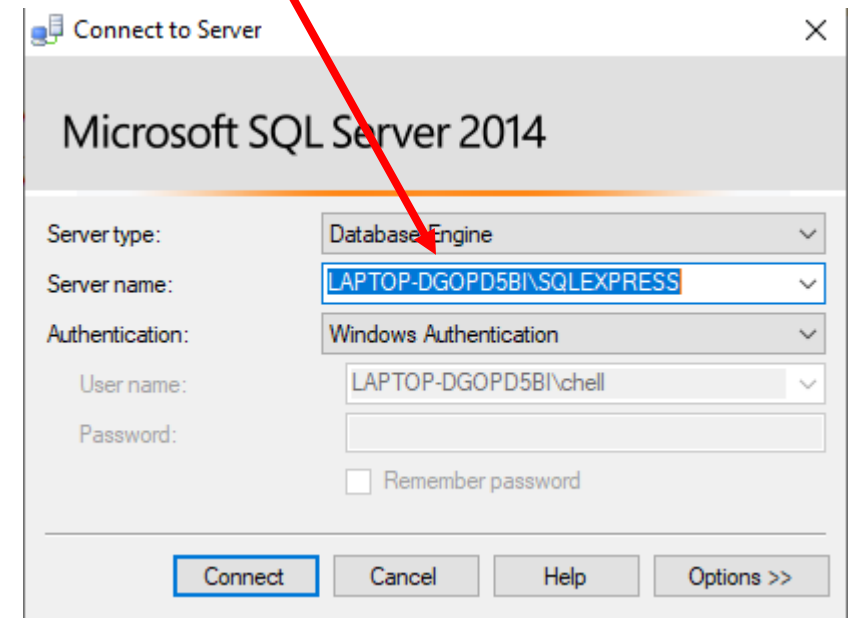 Connect to Server
Microsoft SQL Server 2014
Server type: Database Engine
Server name: LAPTOP-DGOPD5BI\SQLEXPRESS
Authentication: Windows Authentication
User name: LAPTOP-DGOPD5BI\chell
Password:
Remember password
Connect Cancel Help Options >>